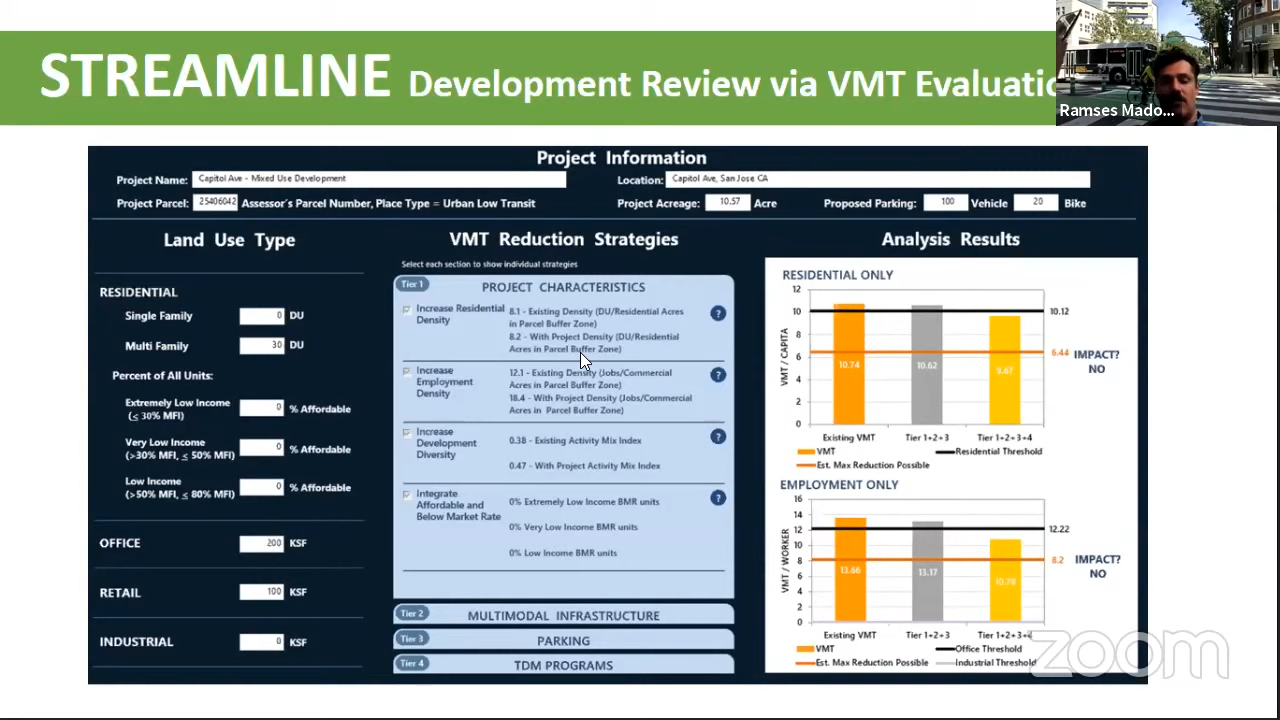 STREAMLINE Development Review via VMT Evaluatio
Ramses Mado...
Project Information
Project Name: Capitol Ave - Mixed Use Development
Location: Capitol Ave, San Jose CA
Project Parcel: 25406042 Assessor's Parcel Number, Place Type = Urban Low Transit
Project Acreage: 10.57 Acre
Proposed Parking: 100 Vehicle 20 Bike
Land Use Type
RESIDENTIAL
Single Family 0 DU
Multi Family 30 DU
Percent of All Units:
Extremely Low Income
(≤ 30% MFI)
0 % Affordable
Very Low Income
(>30% MFI, ≤ 50% MFI)
0 % Affordable
Low Income
(>50% MFI, ≤ 80% MFI)
0 % Affordable
OFFICE 200 KSF
RETAIL 100 KSF
INDUSTRIAL 0 KSF
VMT Reduction Strategies
Select each section to show individual strategies
Tier 1 PROJECT CHARACTERISTICS
Increase Residential
Density
8.1 - Existing Density (DU/Residential Acres
in Parcel Buffer Zone)
8.2 - With Project Density (DU/Residential
Acres in Parcel Buffer Zone)
?
Increase
Employment
Density
12.1 - Existing Density (Jobs/Commercial
Acres in Parcel Buffer Zone)
18.4 - With Project Density (Jobs/Commercial
Acres in Parcel Buffer Zone)
?
Increase
Development
Diversity
0.38 - Existing Activity Mix Index
0.47 - With Project Activity Mix Index
?
Integrate
Affordable and
Below Market Rate
0% Extremely Low Income BMR units
0% Very Low Income BMR units
0% Low Income BMR units
?
Tier 2 MULTIMODAL INFRASTRUCTURE
Tier 3 PARKING
Tier 4 TDM PROGRAMS
Analysis Results
RESIDENTIAL ONLY
VMT / CAPITA
12
10
8
6
4
2
0
10.74
10.62
9.67
10.12
6.44
IMPACT?
NO
Existing VMT
Tier 1+2+3
Tier 1+2+3+4
VMT
Residential Threshold
Est. Max Reduction Possible
EMPLOYMENT ONLY
VMT / WORKER
16
14
12
10
8
6
4
2
0
13.66
13.17
10.78
12.22
8.2
IMPACT?
NO
Existing VMT
Tier 1+2+3
Tier 1+2+3+4
VMT
Office Threshold
Est. Max Reduction Possible
Industrial Threshold
zoom